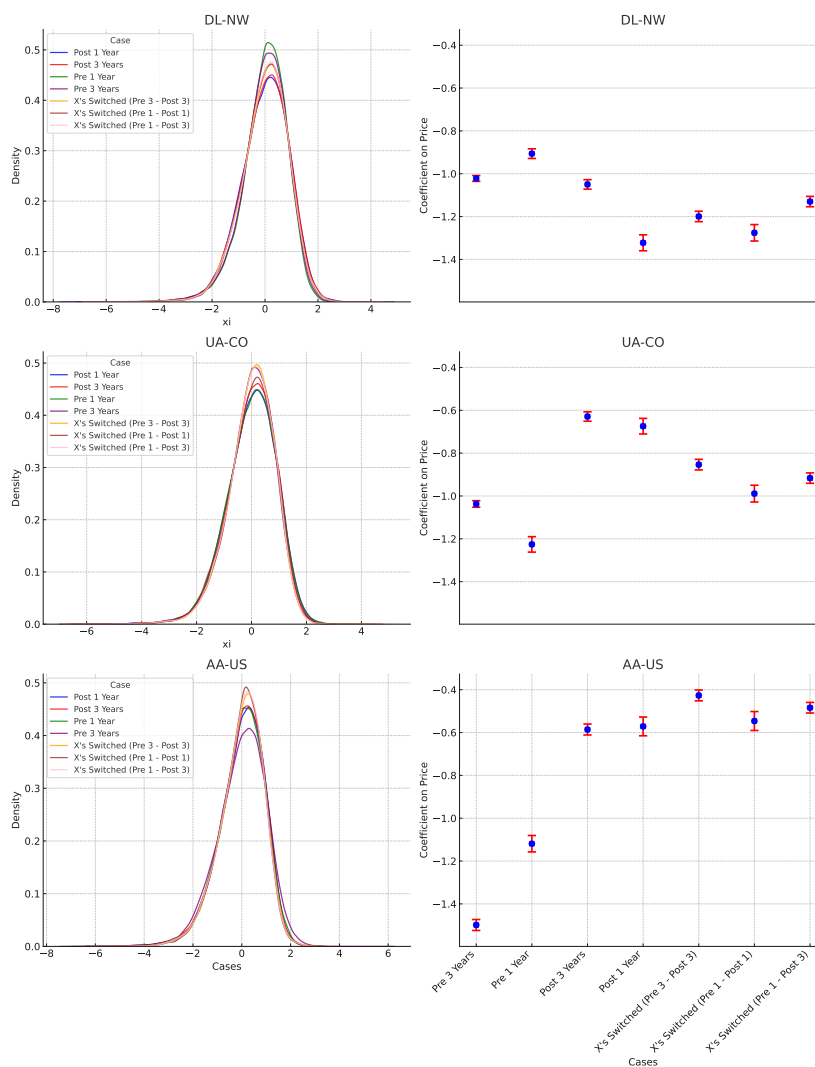 DL-NW
Case
Post 1 Year
Post 3 Years
Pre 1 Year
Pre 3 Years
X's Switched (Pre 3 - Post 3)
X's Switched (Pre 1 - Post 1)
X's Switched (Pre 1 - Post 3)
0.5
0.4
0.3
0.2
0.1
0.0
Density
−8 −6 −4 −2 0 2 4
xi
DL-NW
−0.4
−0.6
−0.8
−1.0
−1.2
−1.4
Coefficient on Price
UA-CO
Case
Post 1 Year
Post 3 Years
Pre 1 Year
Pre 3 Years
X's Switched (Pre 3 - Post 3)
X's Switched (Pre 1 - Post 1)
X's Switched (Pre 1 - Post 3)
0.5
0.4
0.3
0.2
0.1
0.0
Density
−6 −4 −2 0 2 4
xi
UA-CO
−0.4
−0.6
−0.8
−1.0
−1.2
−1.4
Coefficient on Price
AA-US
Case
Post 1 Year
Post 3 Years
Pre 1 Year
Pre 3 Years
X's Switched (Pre 3 - Post 3)
X's Switched (Pre 1 - Post 1)
X's Switched (Pre 1 - Post 3)
0.5
0.4
0.3
0.2
0.1
0.0
Density
−8 −6 −4 −2 0 2 4 6
Cases
AA-US
−0.4
−0.6
−0.8
−1.0
−1.2
−1.4
Coefficient on Price
Pre 3 Years
Pre 1 Year
Post 3 Years
Post 1 Year
X's Switched (Pre 3 - Post 3)
X's Switched (Pre 1 - Post 1)
X's Switched (Pre 1 - Post 3)
Cases